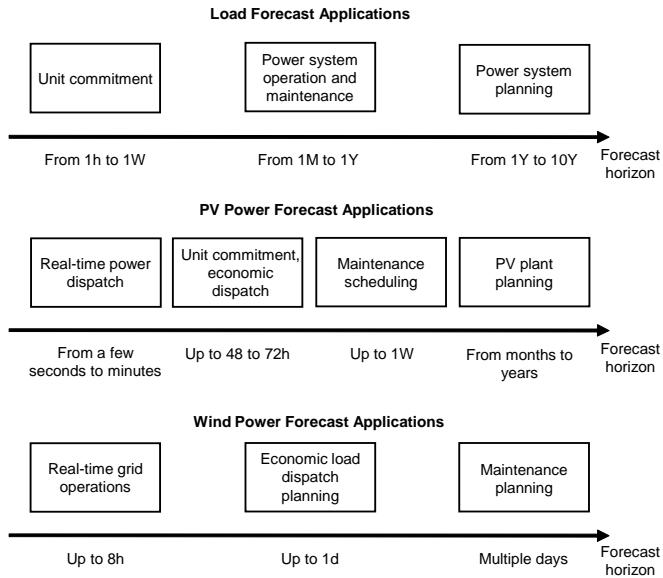 Load Forecast Applications
Unit commitment
Power system
operation and
maintenance
Power system
planning
From 1h to 1W
From 1M to 1Y
From 1Y to 10Y
Forecast
horizon
PV Power Forecast Applications
Real-time power
dispatch
Unit commitment,
economic
dispatch
Maintenance
scheduling
PV plant
planning
From a few
seconds to minutes
Up to 48 to 72h
Up to 1W
From months to
years
Forecast
horizon
Wind Power Forecast Applications
Real-time grid
operations
Economic load
dispatch
planning
Maintenance
planning
Up to 8h
Up to 1d
Multiple days
Forecast
horizon